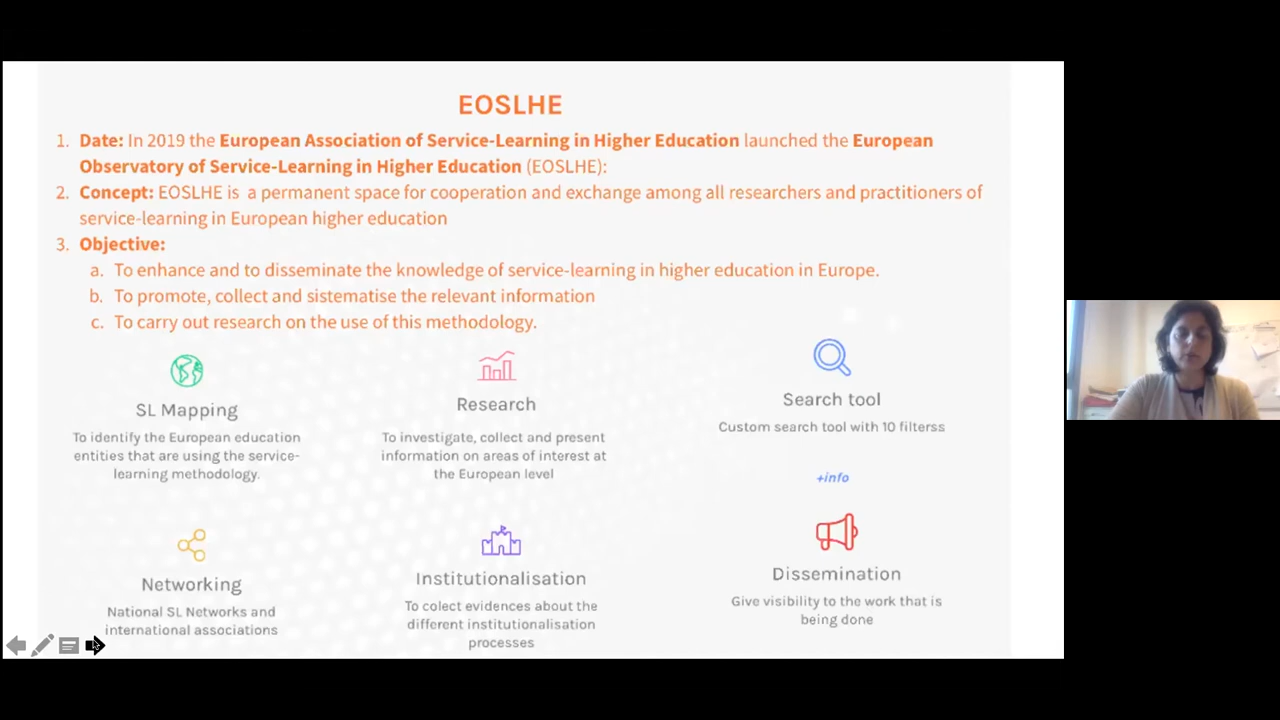 EOSLHE
1. Date: In 2019 the European Association of Service-Learning in Higher Education launched the European
Observatory of Service-Learning in Higher Education (EOSLHE):
2. Concept: EOSLHE is a permanent space for cooperation and exchange among all researchers and practitioners of
service-learning in European higher education
3. Objective:
a. To enhance and to disseminate the knowledge of service-learning in higher education in Europe.
b. To promote, collect and sistematise the relevant information
c. To carry out research on the use of this methodology.
SL Mapping
To identify the European education
entities that are using the service-
learning methodology.
Research
To investigate, collect and present
information on areas of interest at
the European level
Search tool
Custom search tool with 10 filterss
+info
Networking
National SL Networks and
international associations
Institutionalisation
To colect evidences about the
different institutionalisation
processes
Dissemination
Give visibility to the work that is
being done